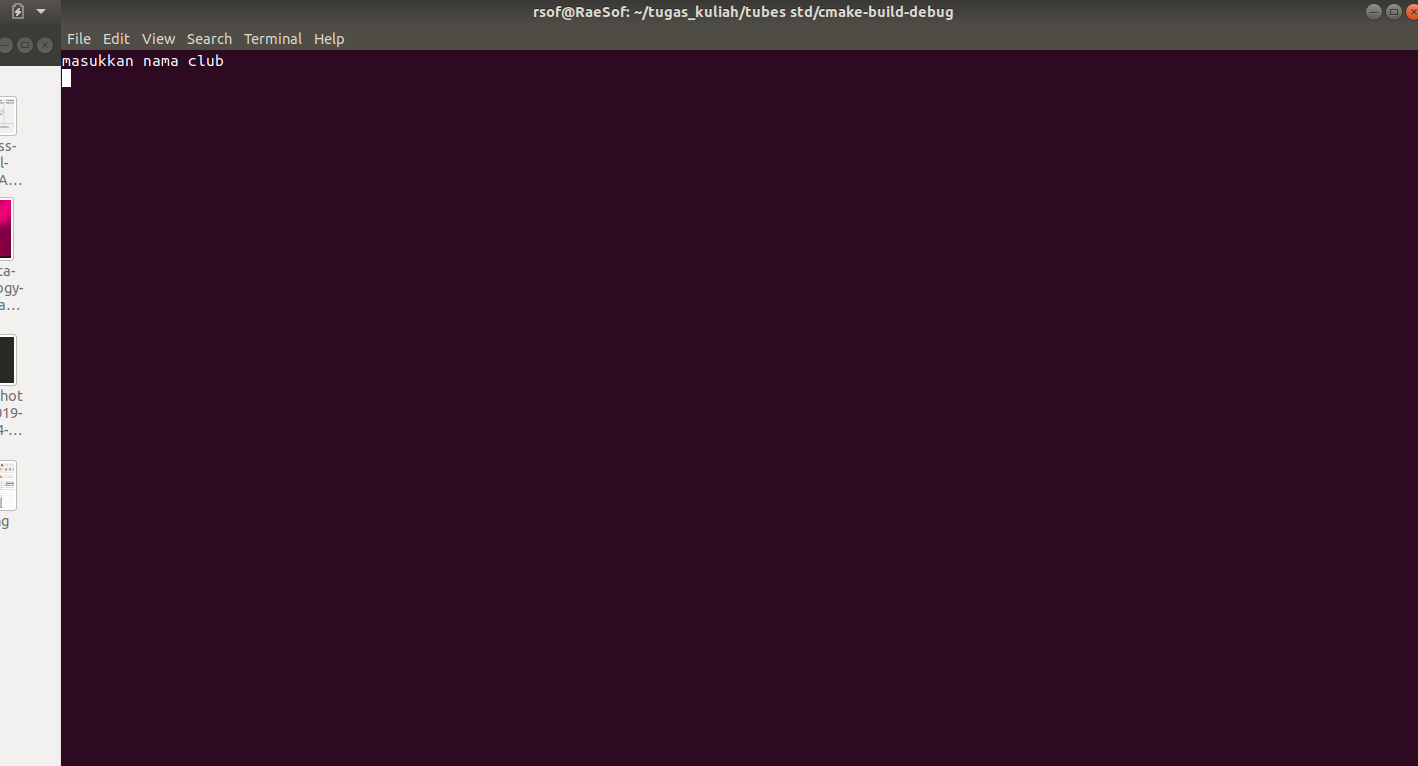 rsof@RaeSof: ~/tugas_kuliah/tubes std/cmake-build-debug
File Edit View Search Terminal Help
masukkan nama club
ss-
l-
A...
ta-
ogy-
a...
hot
019-
4-...
g